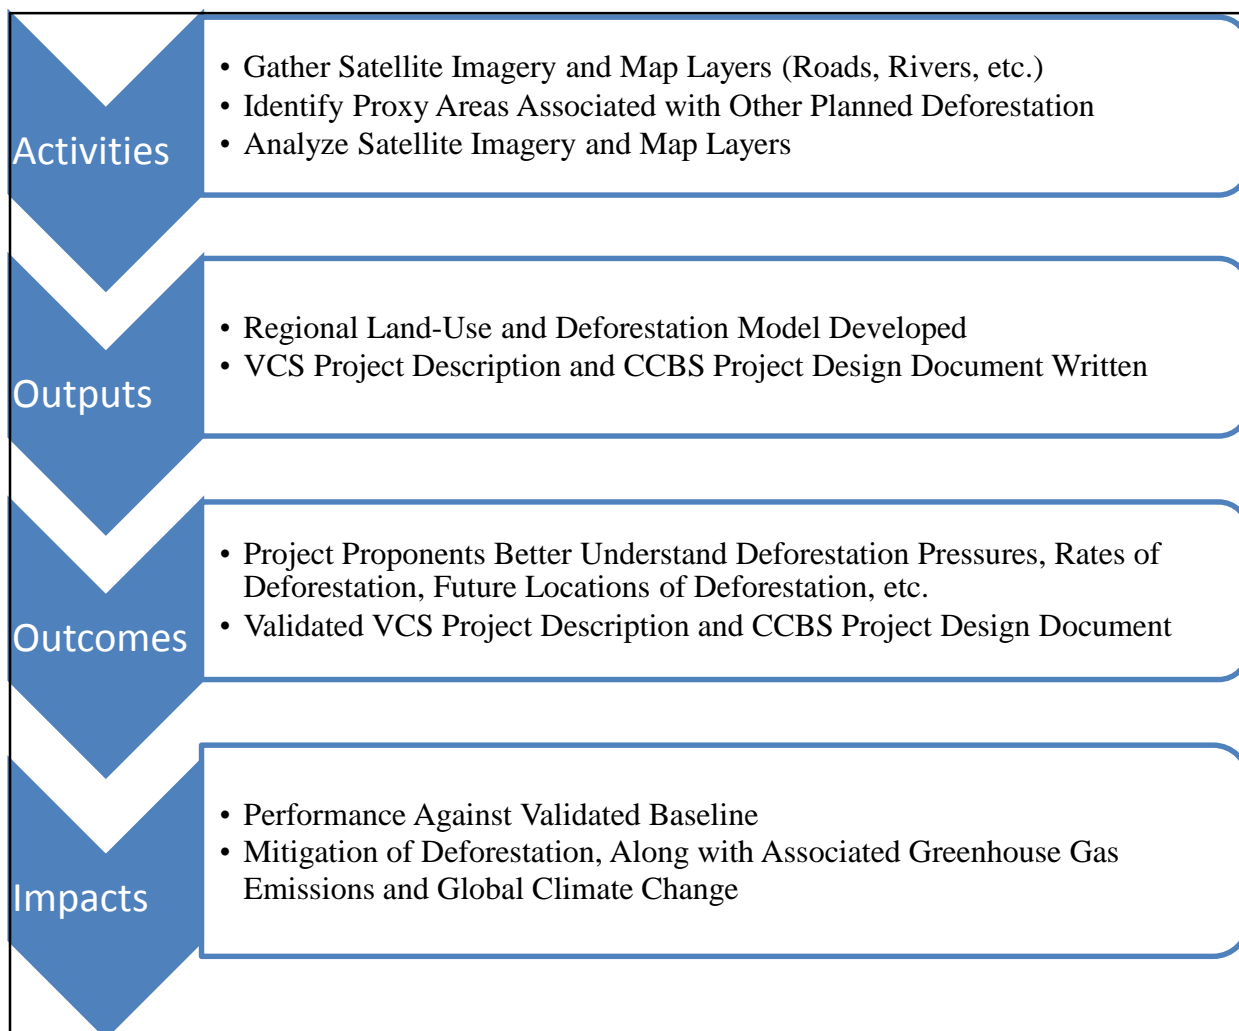 Activities
• Gather Satellite Imagery and Map Layers (Roads, Rivers, etc.)
• Identify Proxy Areas Associated with Other Planned Deforestation
• Analyze Satellite Imagery and Map Layers
Outputs
• Regional Land-Use and Deforestation Model Developed
• VCS Project Description and CCBS Project Design Document Written
Outcomes
• Project Proponents Better Understand Deforestation Pressures, Rates of
Deforestation, Future Locations of Deforestation, etc.
• Validated VCS Project Description and CCBS Project Design Document
Impacts
• Performance Against Validated Baseline
• Mitigation of Deforestation, Along with Associated Greenhouse Gas
Emissions and Global Climate Change